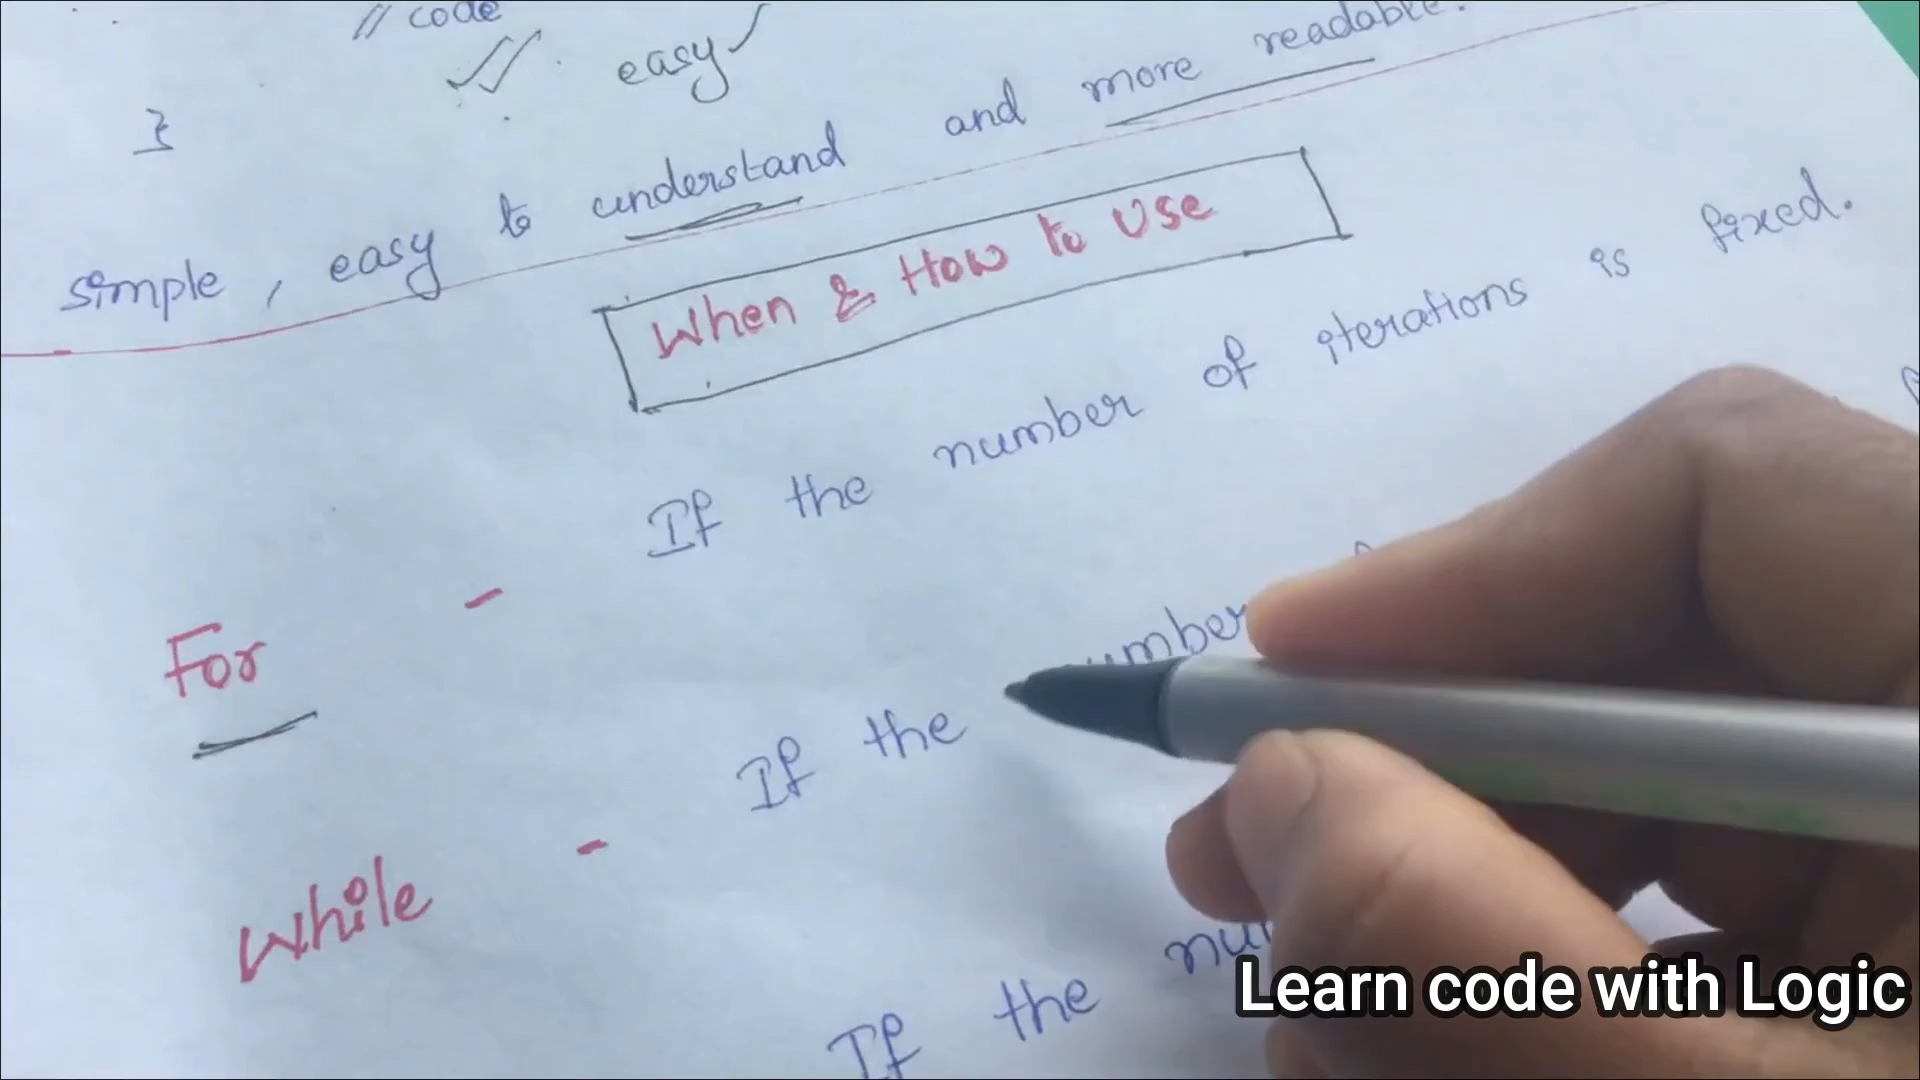 // code
easy
}
simple, easy to understand and more readable.
When & How to Use
For - If the number of iterations is fixed.
While - If the
If the
Learn code with Logic